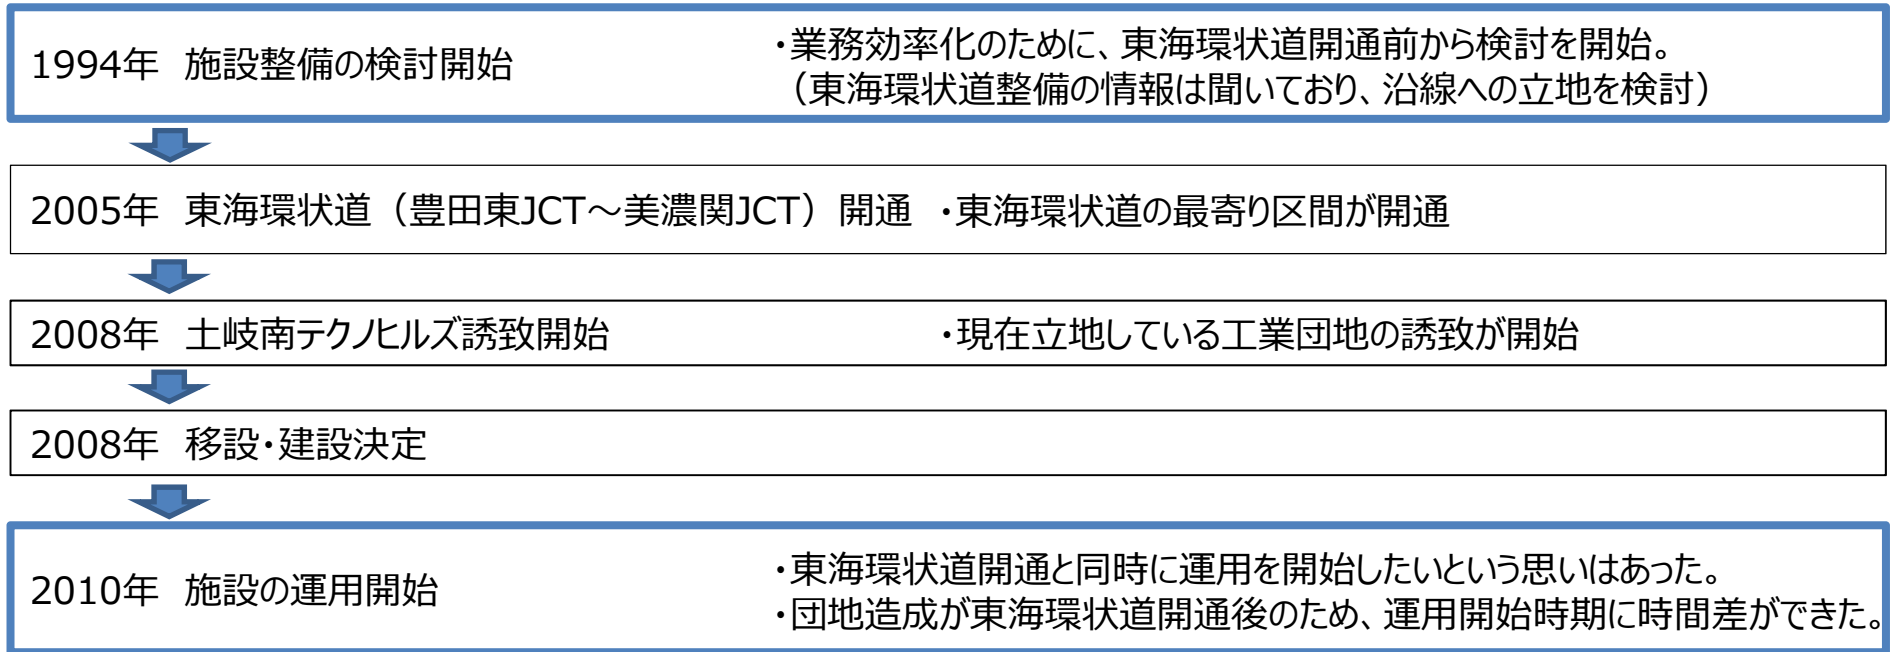 1994年 施設整備の検討開始
・業務効率化のために、東海環状道開通前から検討を開始。
（東海環状道整備の情報は聞いており、沿線への立地を検討）
2005年 東海環状道（豊田東JCT～美濃関JCT）開通 ・東海環状道の最寄り区間が開通
2008年 土岐南テクノヒルズ誘致開始 ・現在立地している工業団地の誘致が開始
2008年 移設・建設決定
2010年 施設の運用開始
・東海環状道開通と同時に運用を開始したいという思いはあった。
・団地造成が東海環状道開通後のため、運用開始時期に時間差ができた。